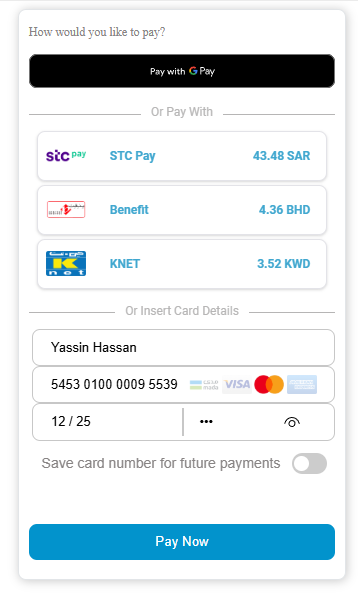 How would you like to pay?
Pay with G Pay
Or Pay With
stc pay STC Pay 43.48 SAR
Benefit 4.36 BHD
KNET 3.52 KWD
Or Insert Card Details
Yassin Hassan
5453 0100 0009 5539 mada VISA
12 / 25 •••
Save card number for future payments
Pay Now